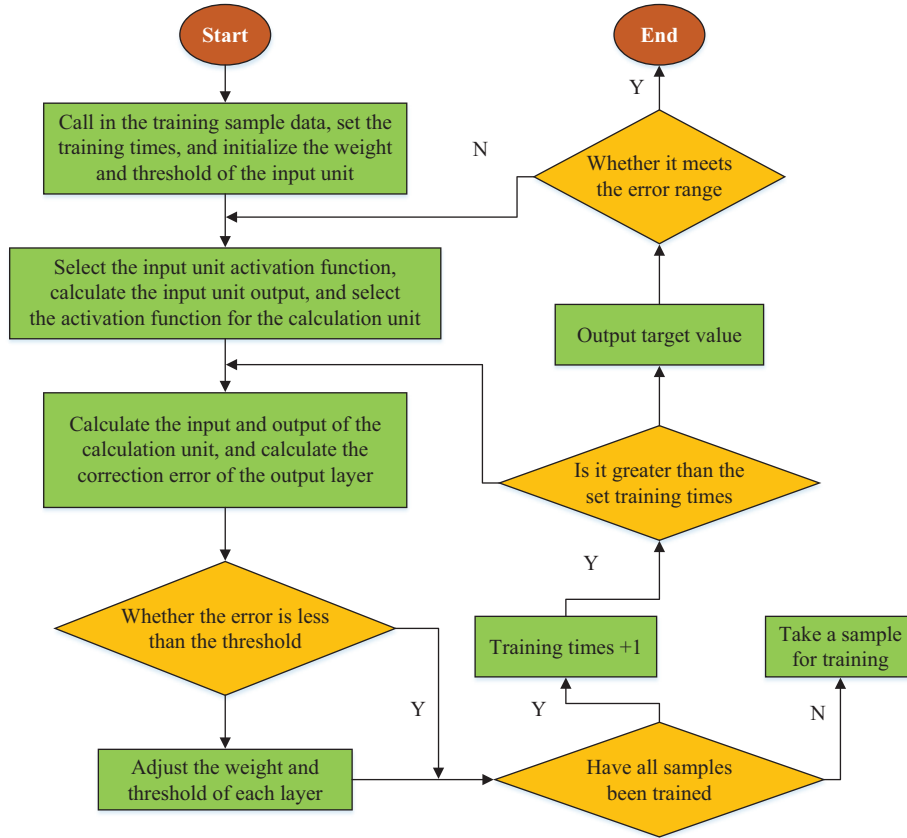 Start
Call in the training sample data, set the
training times, and initialize the weight
and threshold of the input unit
Select the input unit activation function,
calculate the input unit output, and select
the activation function for the calculation unit
Calculate the input and output of the
calculation unit, and calculate the
correction error of the output layer
Whether the error is less
than the threshold
Y
Adjust the weight and
threshold of each layer
Have all samples
been trained
Y
N
Training times +1
Take a sample
for training
Y
Is it greater than the
set training times
Output target value
Whether it meets
the error range
N
Y
End